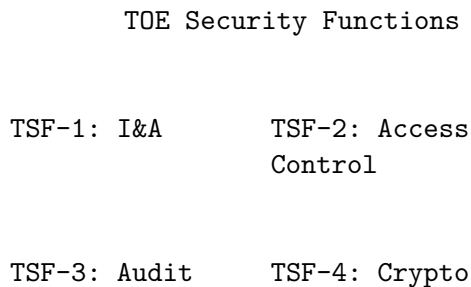 TOE Security Functions
TSF-1: I&A
TSF-2: Access
Control
TSF-3: Audit
TSF-4: Crypto